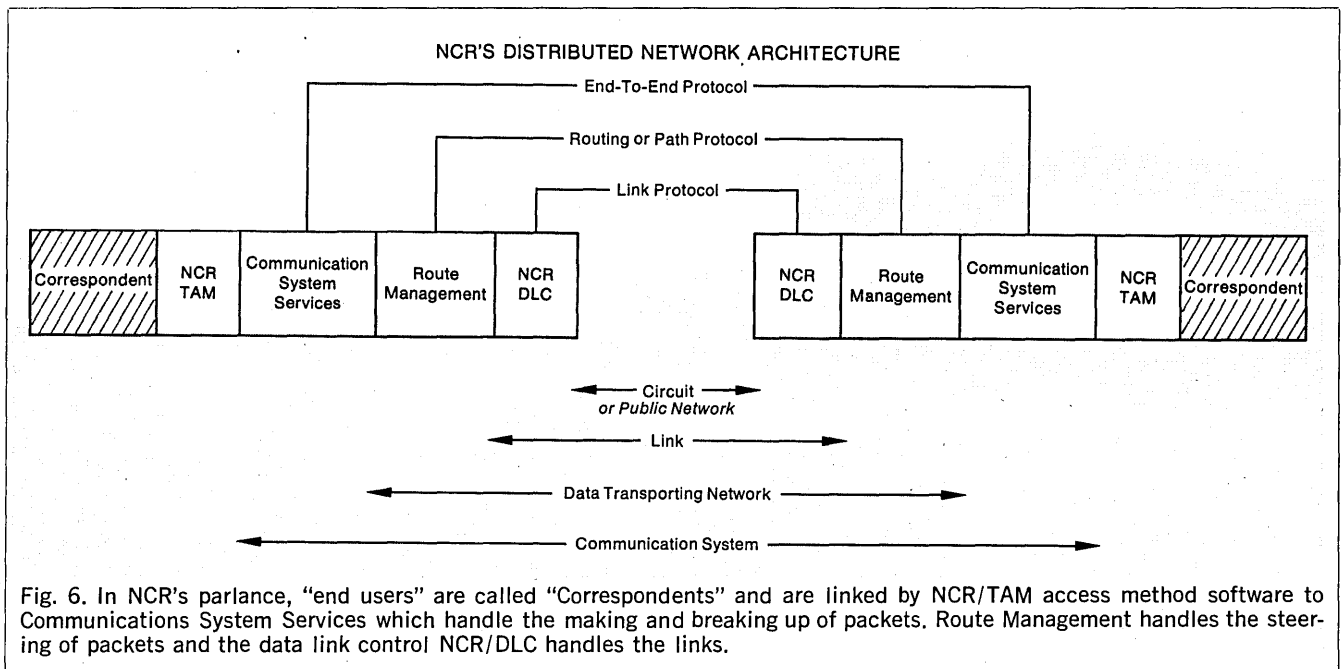 NCR'S DISTRIBUTED NETWORK ARCHITECTURE
End-To-End Protocol
Routing or Path Protocol
Link Protocol
Correspondent
NCR
TAM
Communication
System
Services
Route
Management
NCR
DLC
NCR
DLC
Route
Management
Communication
System
Services
NCR
TAM
Correspondent
Circuit
or Public Network
Link
Data Transporting Network
Communication System
Fig. 6. In NCR's parlance, "end users" are called "Correspondents" and are linked by NCR/TAM access method software to
Communications System Services which handle the making and breaking up of packets. Route Management handles the steer-
ing of packets and the data link control NCR/DLC handles the links.